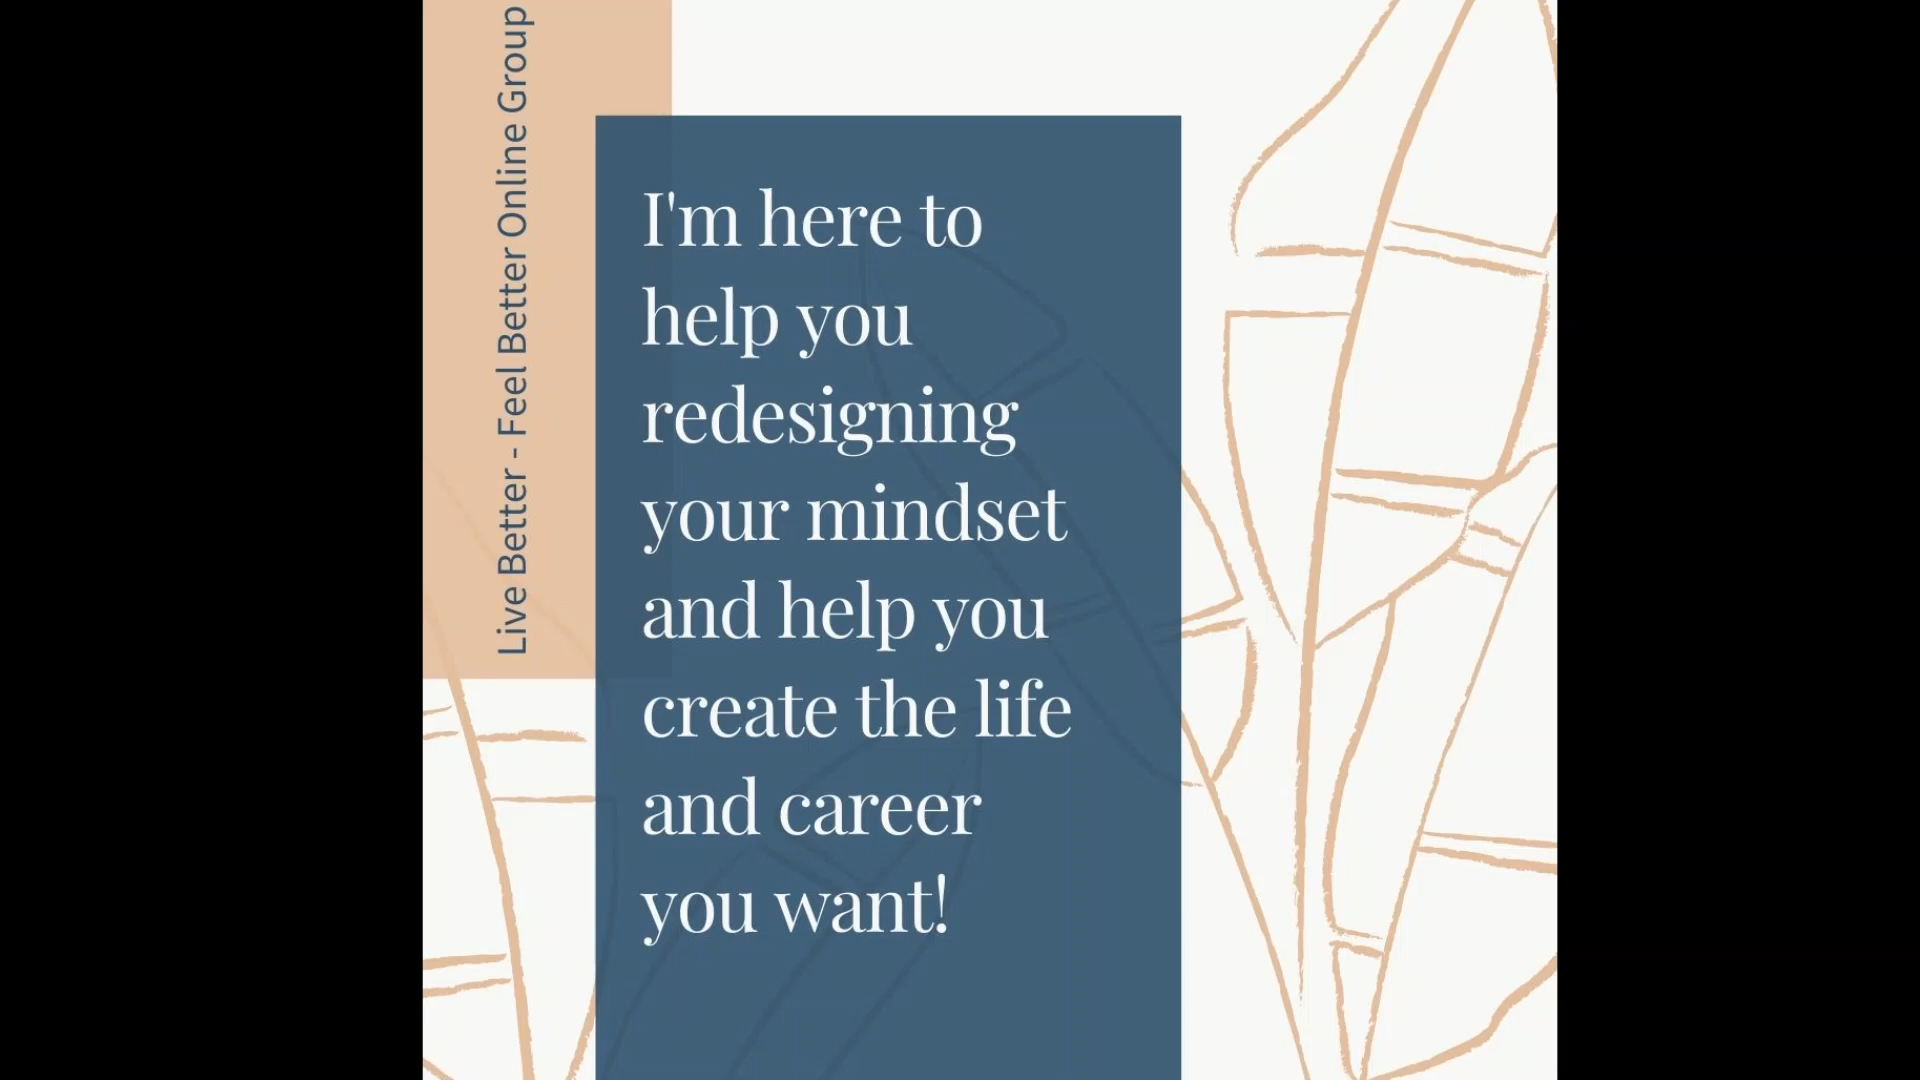 Live Better - Feel Better Online Group
I'm here to
help you
redesigning
your mindset
and help you
create the life
and career
you want!